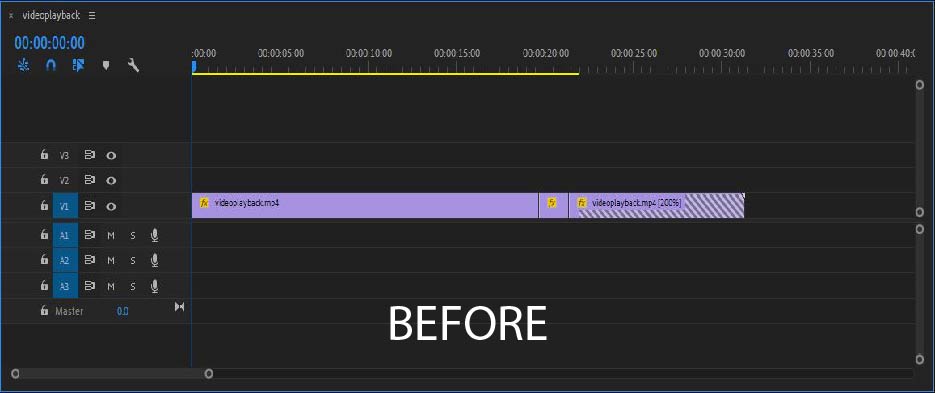 × videoplayback ☰
00:00:00:00
:00:00 00:00:05:00 00:00:10:00 00:00:15:00 00:00:20:00 00:00:25:00 00:00:30:00 00:00:35:00 00:00:40:0
V3
V2
V1 fx videoplayback.mp4 fx fx videoplayback.mp4 [200%]
A1 M S
A2 M S
A3 M S
Master 0.0
BEFORE